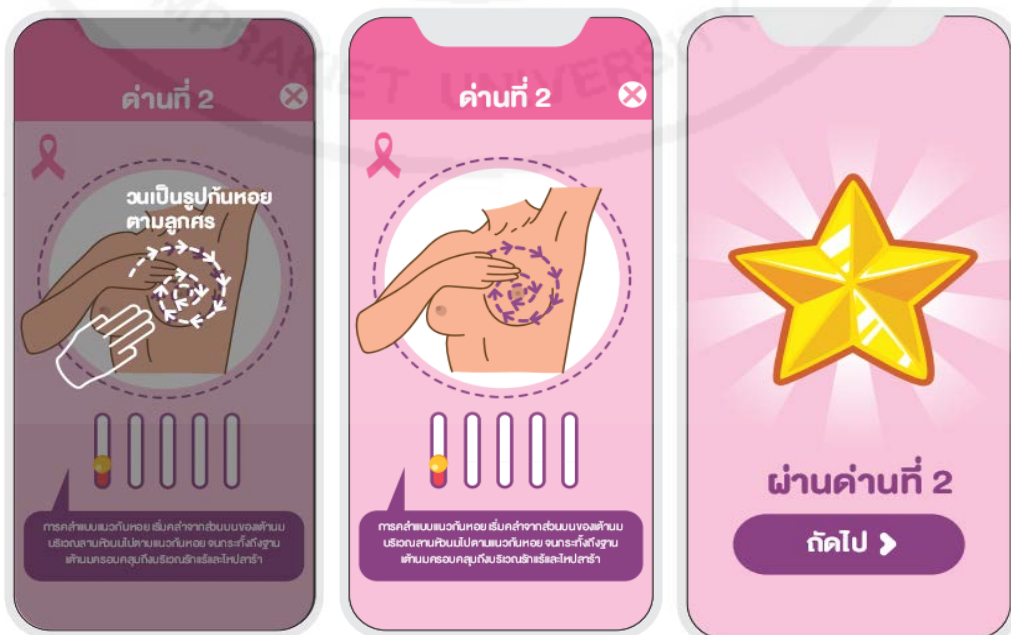 MPRAKIET UNIVERSITY
ด่านที่ 2
วนเป็นรูปก้นหอย
ตามลูกศร
การคลำแบบแนวก้นหอย เริ่มคลำจากส่วนบนของเต้านม
บริเวณลานหัวนมไปตามแนวก้นหอย จนกระทั่งถึงฐาน
เต้านมครอบคลุมถึงบริเวณรักแร้และไหปลาร้า
ด่านที่ 2
การคลำแบบแนวก้นหอย เริ่มคลำจากส่วนบนของเต้านม
บริเวณลานหัวนมไปตามแนวก้นหอย จนกระทั่งถึงฐาน
เต้านมครอบคลุมถึงบริเวณรักแร้และไหปลาร้า
ผ่านด่านที่ 2
ถัดไป